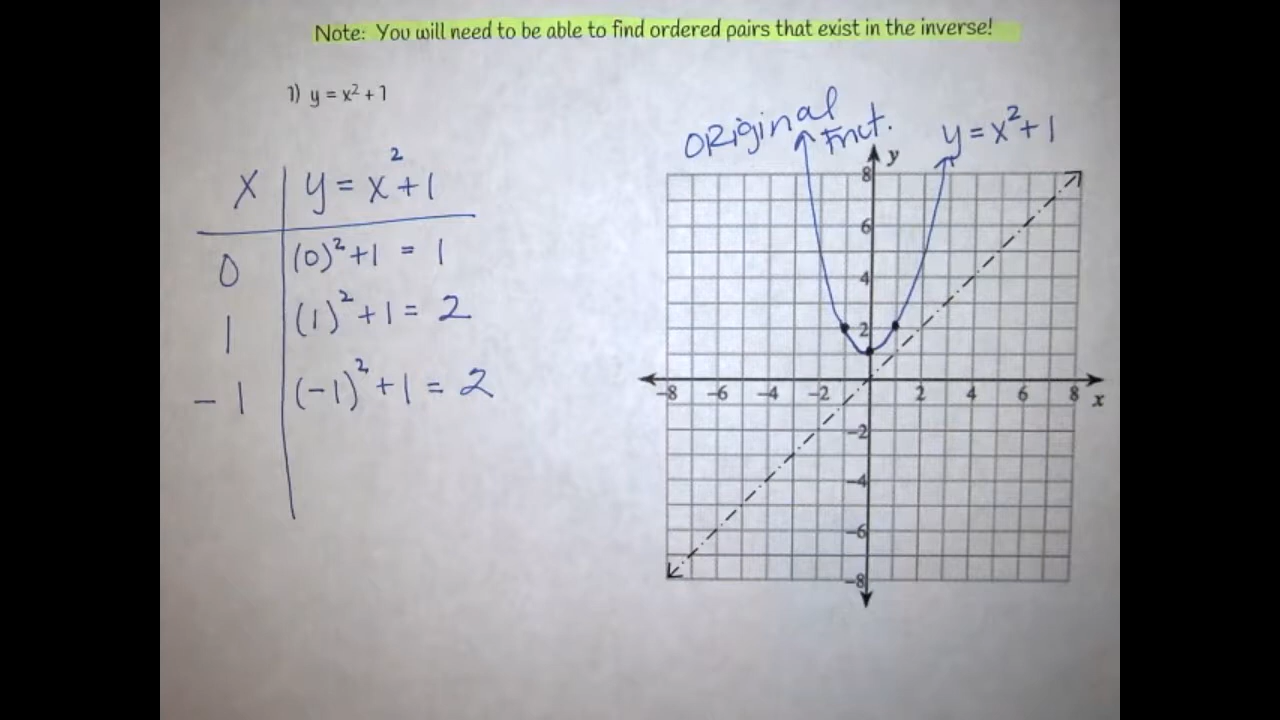 Note: You will need to be able to find ordered pairs that exist in the inverse!
1) y = x² + 1
Original Fnct.
y = x² + 1
x | y = x² + 1
0 | (0)² + 1 = 1
1 | (1)² + 1 = 2
-1 | (-1)² + 1 = 2
y
8
6
4
2
-8 -6 -4 -2 2 4 6 8 x
-2
-4
-6
-8